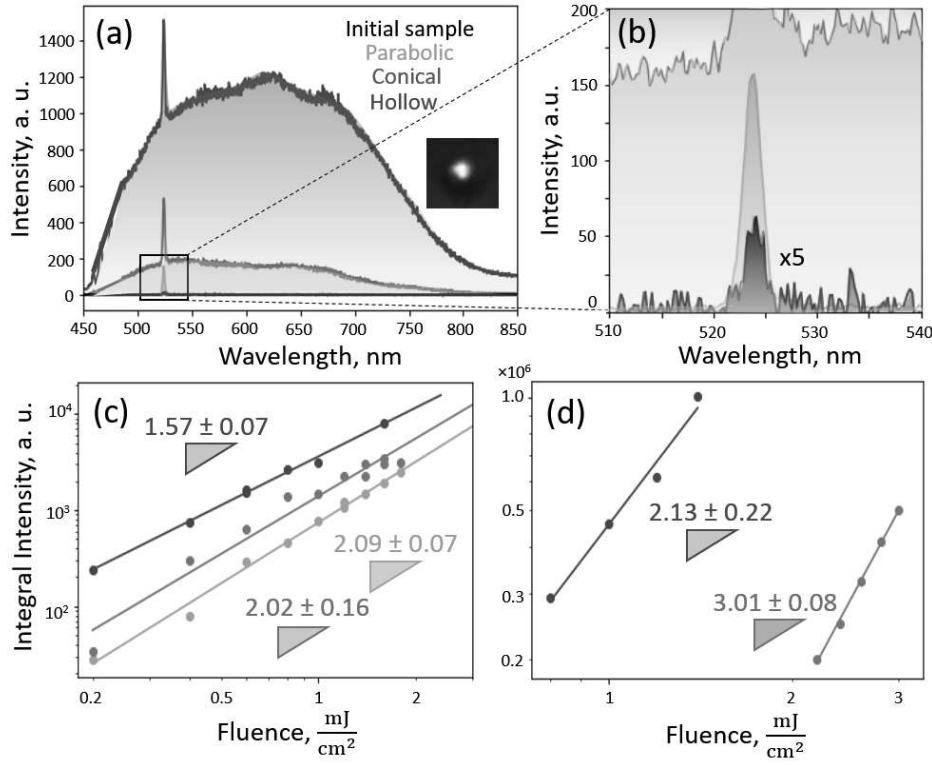 (a)
Initial sample
Parabolic
Conical
Hollow
Intensity, a. u.
1400
1200
1000
800
600
400
200
0
450 500 550 600 650 700 750 800 850
Wavelength, nm
(b)
Intensity, a.u.
200
150
100
50
0
x5
510 520 530 540
Wavelength, nm
(c)
Integral Intensity, a. u.
10⁴
10³
10²
1.57 ± 0.07
2.09 ± 0.07
2.02 ± 0.16
0.2 0.5 1 2
Fluence, mJ
cm²
×10⁶
(d)
1.0
0.5
0.3
0.2
2.13 ± 0.22
3.01 ± 0.08
1 2 3
Fluence, mJ
cm²